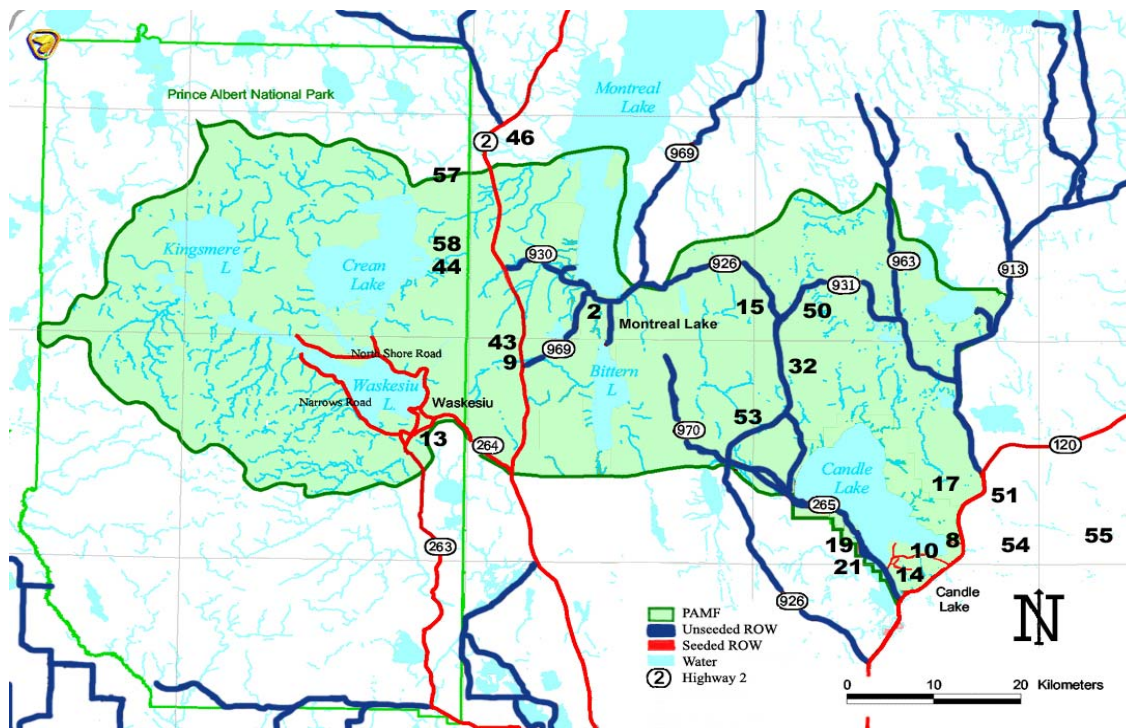 Prince Albert National Park
Montreal
Lake
2
46
969
57
Kingsmere
L
58
44
Crean
Lake
930
926
963
913
931
15
50
2
Montreal Lake
43
969
9
North Shore Road
32
Narrows Road
Waskesiu
L
Waskesiu
Bittern
L
13
264
53
970
120
Candle
Lake
17
51
265
263
19
8
10
54
55
21
14
Candle
Lake
926
N
PAMF
Unseeded ROW
Seeded ROW
Water
2 Highway 2
0 10 20 Kilometers